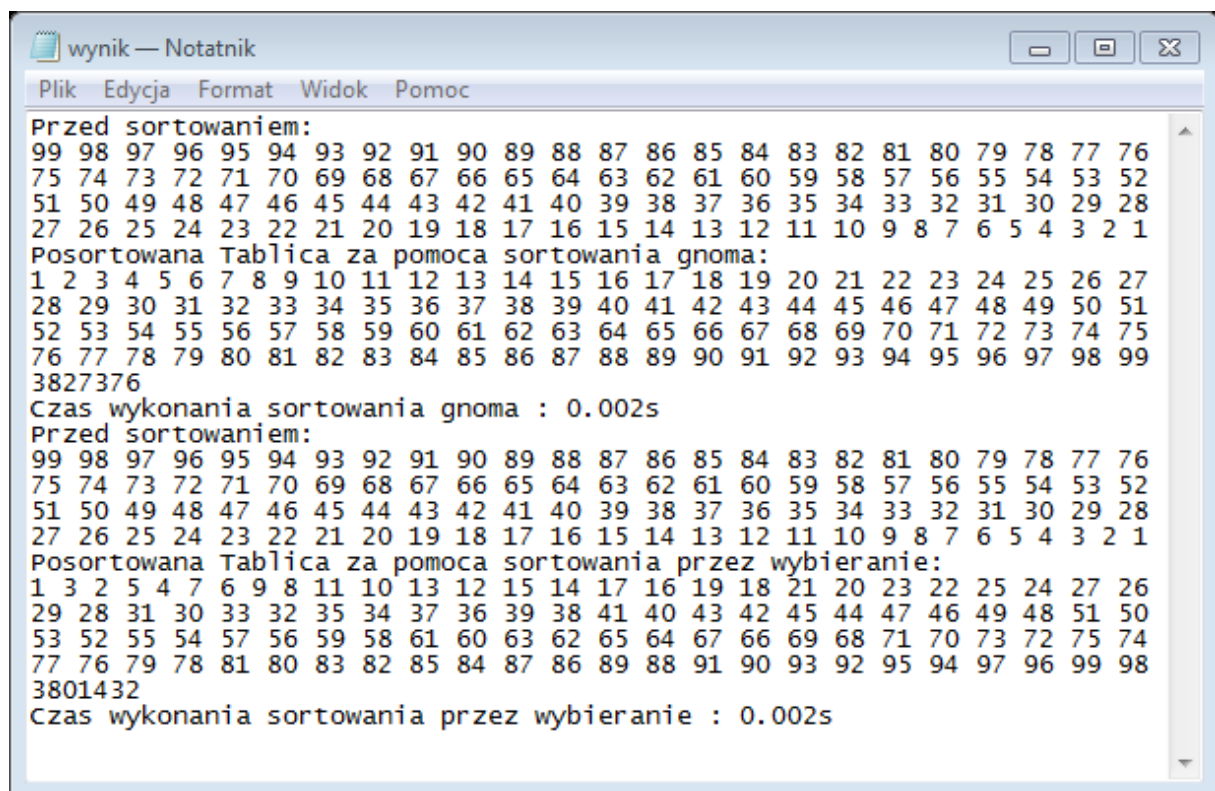 wynik — Notatnik
Plik Edycja Format Widok Pomoc
Przed sortowaniem:
99 98 97 96 95 94 93 92 91 90 89 88 87 86 85 84 83 82 81 80 79 78 77 76
75 74 73 72 71 70 69 68 67 66 65 64 63 62 61 60 59 58 57 56 55 54 53 52
51 50 49 48 47 46 45 44 43 42 41 40 39 38 37 36 35 34 33 32 31 30 29 28
27 26 25 24 23 22 21 20 19 18 17 16 15 14 13 12 11 10 9 8 7 6 5 4 3 2 1
Posortowana Tablica za pomoca sortowania gnoma:
1 2 3 4 5 6 7 8 9 10 11 12 13 14 15 16 17 18 19 20 21 22 23 24 25 26 27
28 29 30 31 32 33 34 35 36 37 38 39 40 41 42 43 44 45 46 47 48 49 50 51
52 53 54 55 56 57 58 59 60 61 62 63 64 65 66 67 68 69 70 71 72 73 74 75
76 77 78 79 80 81 82 83 84 85 86 87 88 89 90 91 92 93 94 95 96 97 98 99
3827376
Czas wykonania sortowania gnoma : 0.002s
Przed sortowaniem:
99 98 97 96 95 94 93 92 91 90 89 88 87 86 85 84 83 82 81 80 79 78 77 76
75 74 73 72 71 70 69 68 67 66 65 64 63 62 61 60 59 58 57 56 55 54 53 52
51 50 49 48 47 46 45 44 43 42 41 40 39 38 37 36 35 34 33 32 31 30 29 28
27 26 25 24 23 22 21 20 19 18 17 16 15 14 13 12 11 10 9 8 7 6 5 4 3 2 1
Posortowana Tablica za pomoca sortowania przez wybieranie:
1 3 2 5 4 7 6 9 8 11 10 13 12 15 14 17 16 19 18 21 20 23 22 25 24 27 26
29 28 31 30 33 32 35 34 37 36 39 38 41 40 43 42 45 44 47 46 49 48 51 50
53 52 55 54 57 56 59 58 61 60 63 62 65 64 67 66 69 68 71 70 73 72 75 74
77 76 79 78 81 80 83 82 85 84 87 86 89 88 91 90 93 92 95 94 97 96 99 98
3801432
Czas wykonania sortowania przez wybieranie : 0.002s